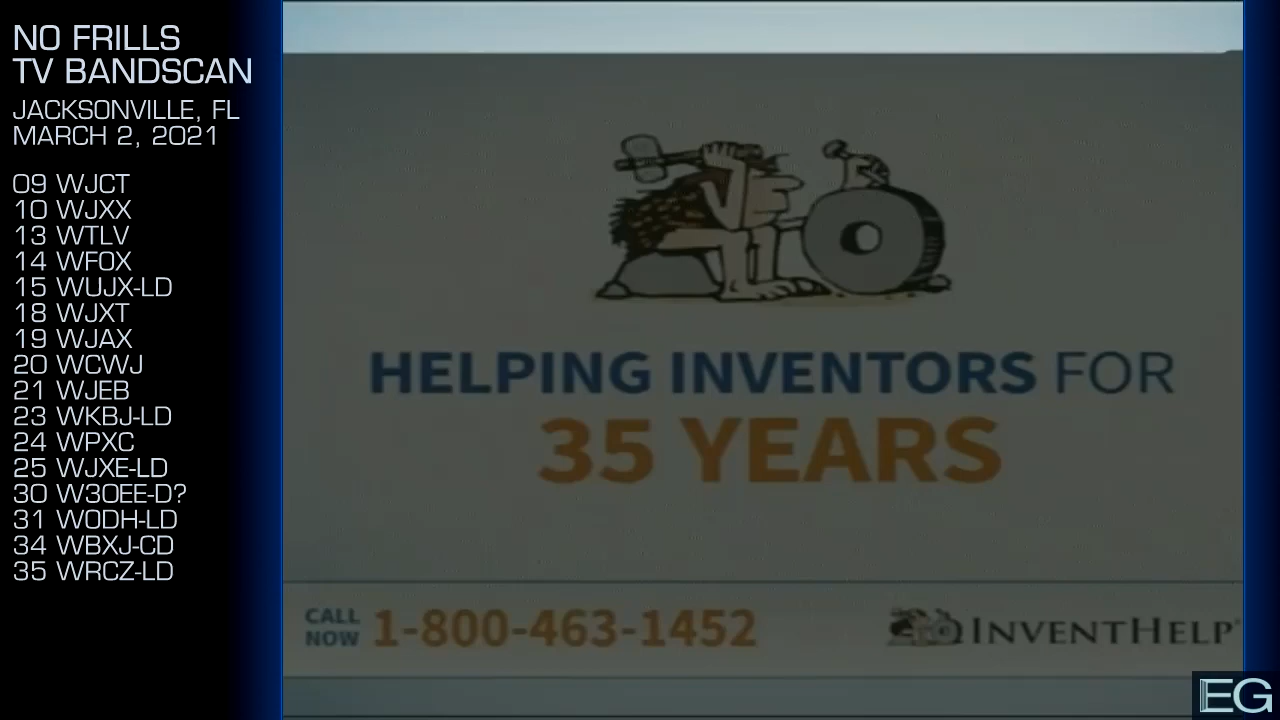 NO FRILLS
TV BANDSCAN
JACKSONVILLE, FL
MARCH 2, 2021
09 WJCT
10 WJXX
13 WTLV
14 WFOX
15 WUJX-LD
18 WJXT
19 WJAX
20 WCWJ
21 WJEB
23 WKBJ-LD
24 WPXC
25 WJXE-LD
30 W30EE-D?
31 WODH-LD
34 WBXJ-CD
35 WRCZ-LD
HELPING INVENTORS FOR
35 YEARS
CALL
NOW
1-800-463-1452
INVENTHELP®
EG